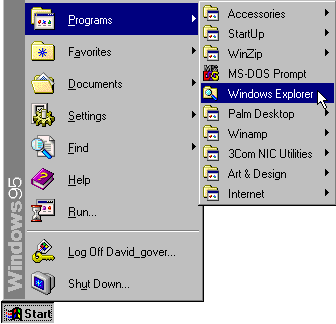 Programs
Favorites
Documents
Settings
Find
Help
Run...
Log Off David_gover...
Shut Down...
Windows95
Start
Accessories
StartUp
WinZip
MS-DOS Prompt
Windows Explorer
Palm Desktop
Winamp
3Com NIC Utilities
Art & Design
Internet